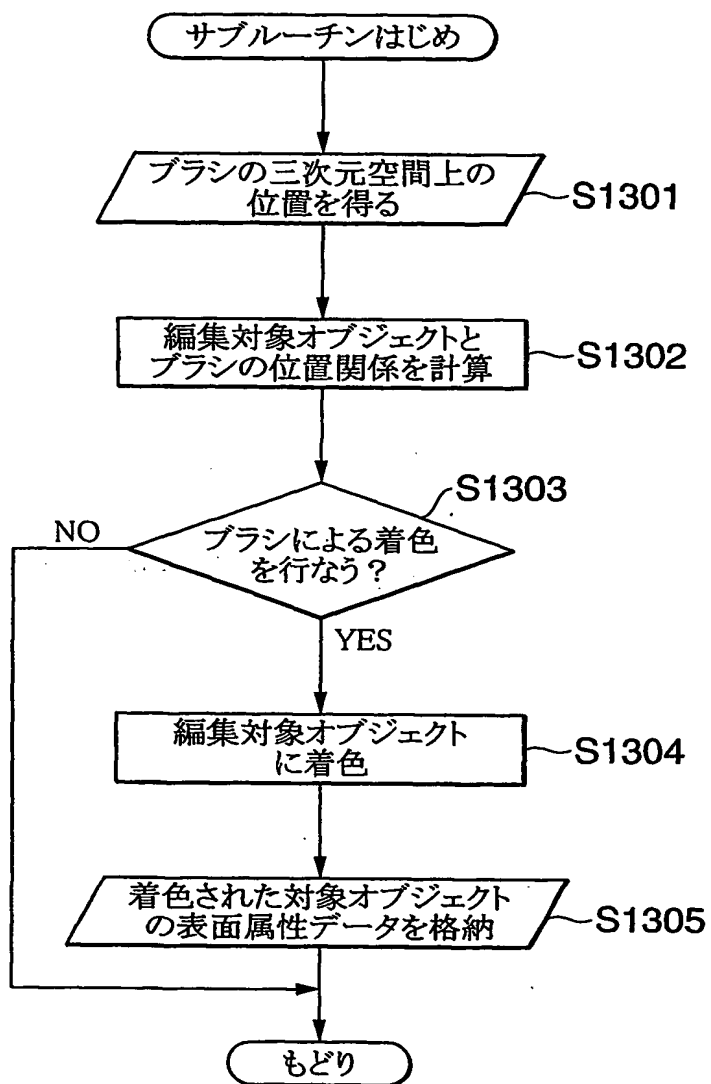 サブルーチンはじめ
ブラシの三次元空間上の
位置を得る
S1301
編集対象オブジェクトと
ブラシの位置関係を計算
S1302
S1303
NO
ブラシによる着色
を行なう?
YES
編集対象オブジェクト
に着色
S1304
着色された対象オブジェクト
の表面属性データを格納
S1305
もどり